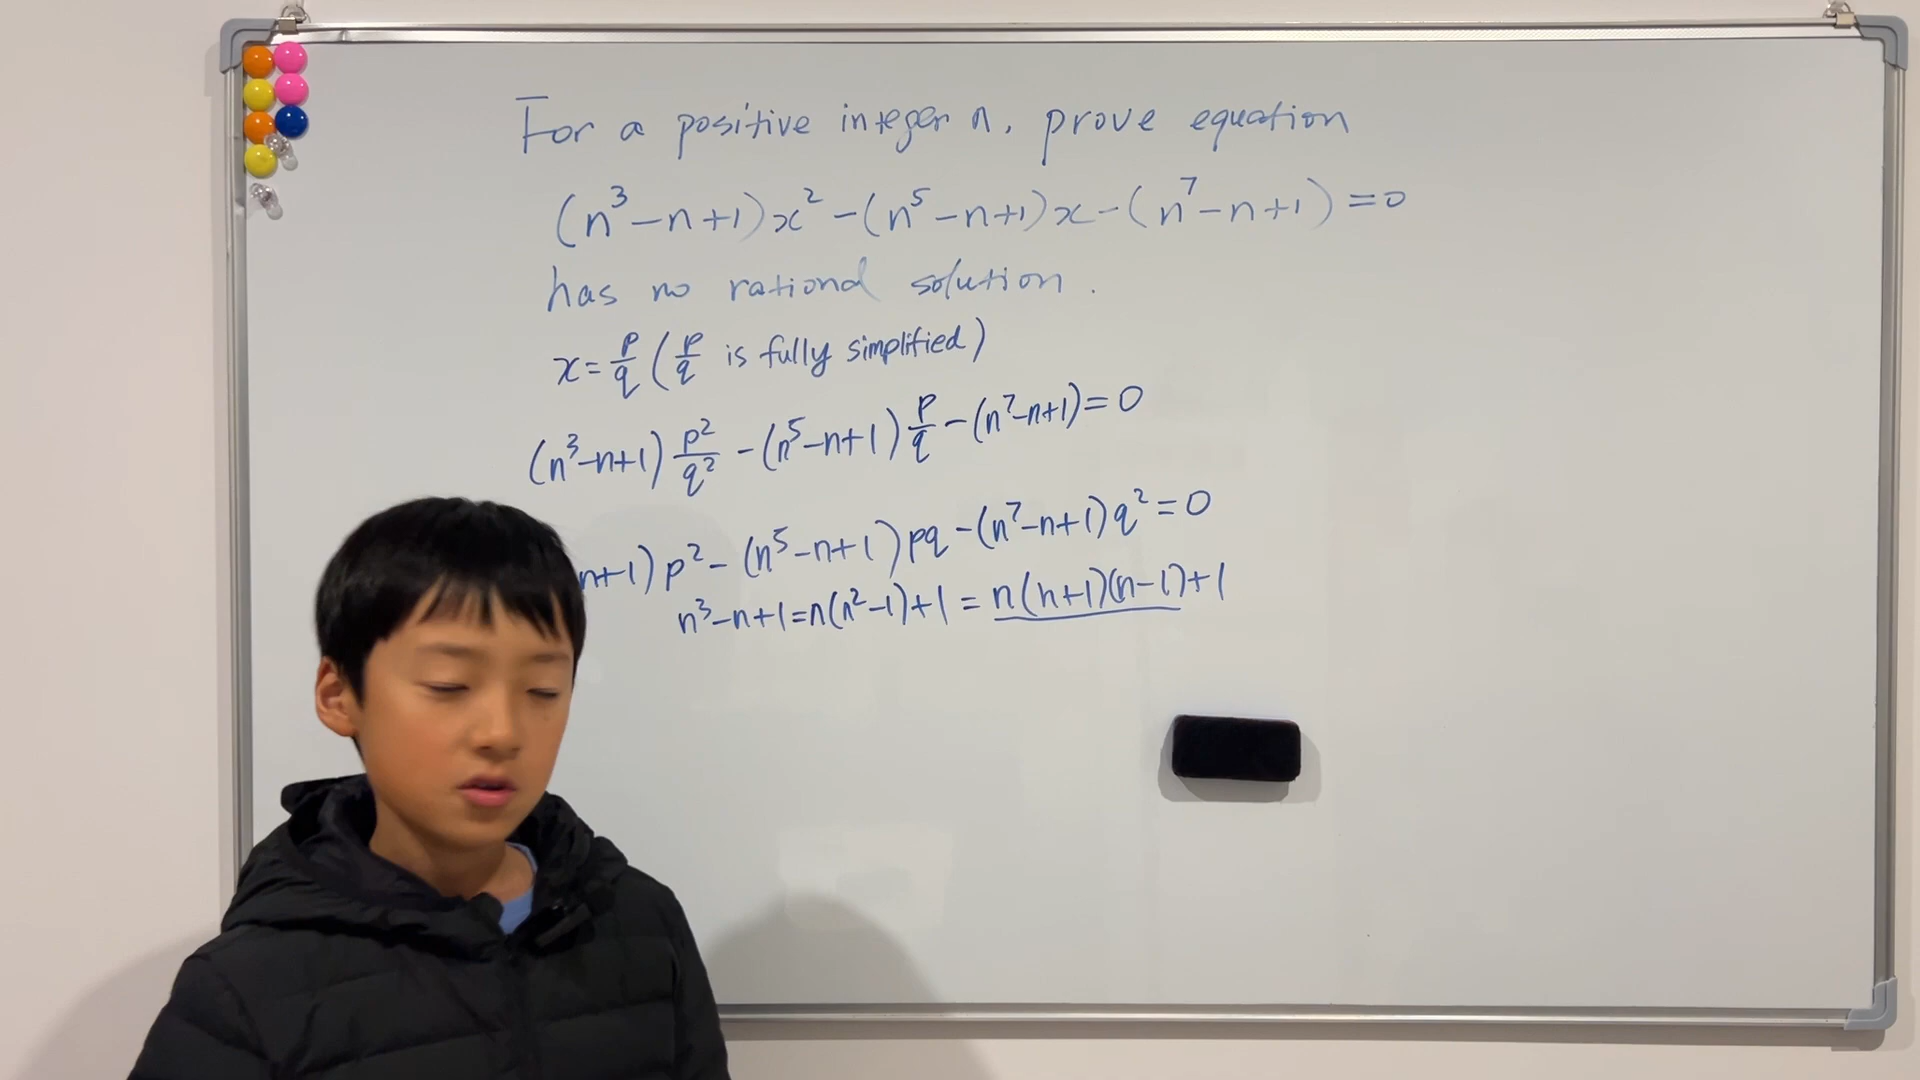 For a positive integer n, prove equation
(n³-n+1)x²-(n⁵-n+1)x-(n⁷-n+1)=0
has no rational solution.
x=p/q (p/q is fully simplified)
(n³-n+1)p²/q²-(n⁵-n+1)p/q-(n⁷-n+1)=0
n+1)p²-(n⁵-n+1)pq-(n⁷-n+1)q²=0
n³-n+1=n(n²-1)+1=n(n+1)(n-1)+1